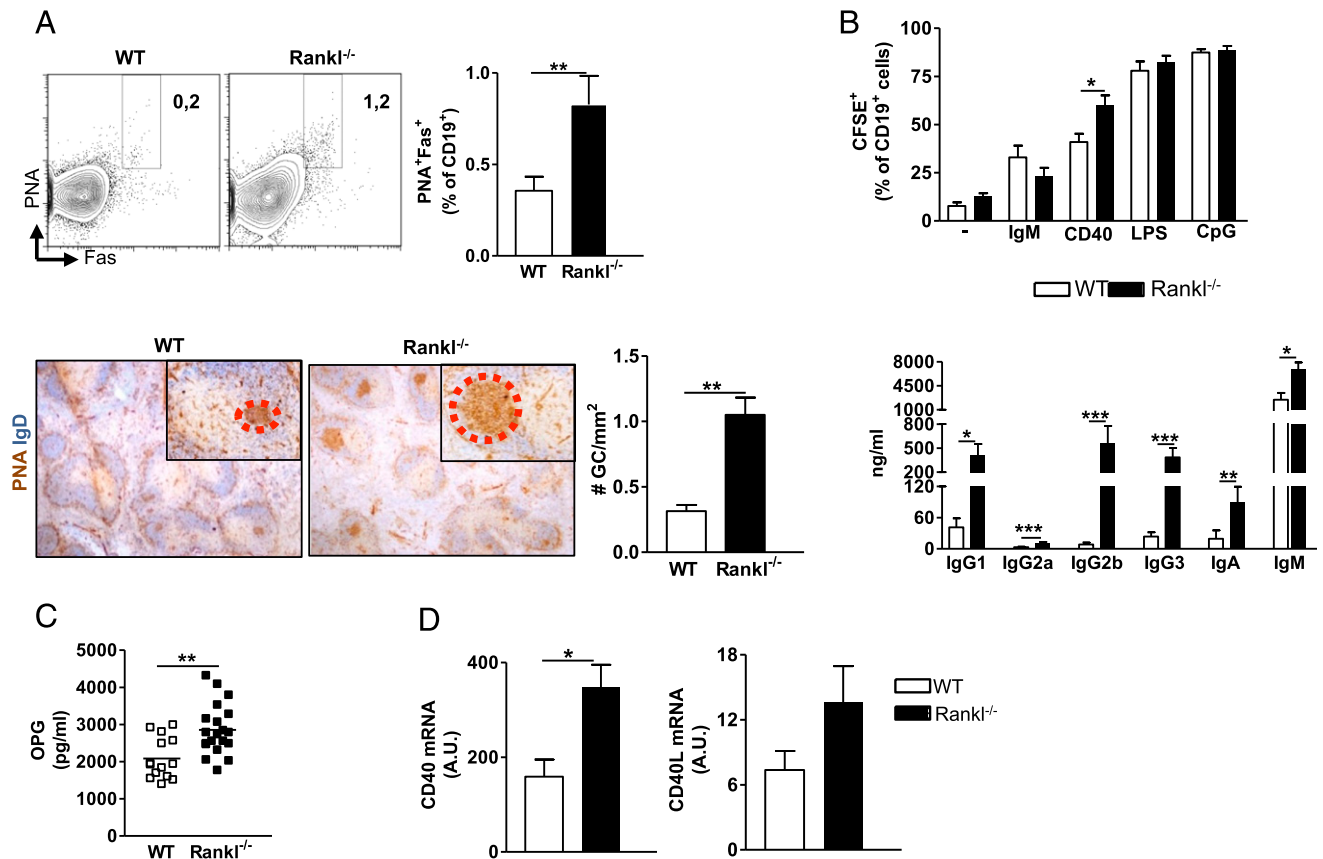 A
WT
Rankl-/-
0,2
1,2
PNA
Fas
PNA+Fas+
(% of CD19+)
1.0
0.5
0.0
**
WT Rankl-/-
B
CFSE+
(% of CD19+ cells)
100
75
50
25
0
*
- IgM CD40 LPS CpG
WT Rankl-/-
WT
Rankl-/-
PNA IgD
# GC/mm2
1.5
1.0
0.5
0.0
**
WT Rankl-/-
ng/ml
8000
4500
1000
800
500
200
120
60
0
* *** *** *** ** *
IgG1 IgG2a IgG2b IgG3 IgA IgM
C
OPG
(pg/ml)
5000
4000
3000
2000
1000
0
**
WT Rankl-/-
D
CD40 mRNA
(A.U.)
400
200
0
*
CD40L mRNA
(A.U.)
18
12
6
0
WT
Rankl-/-